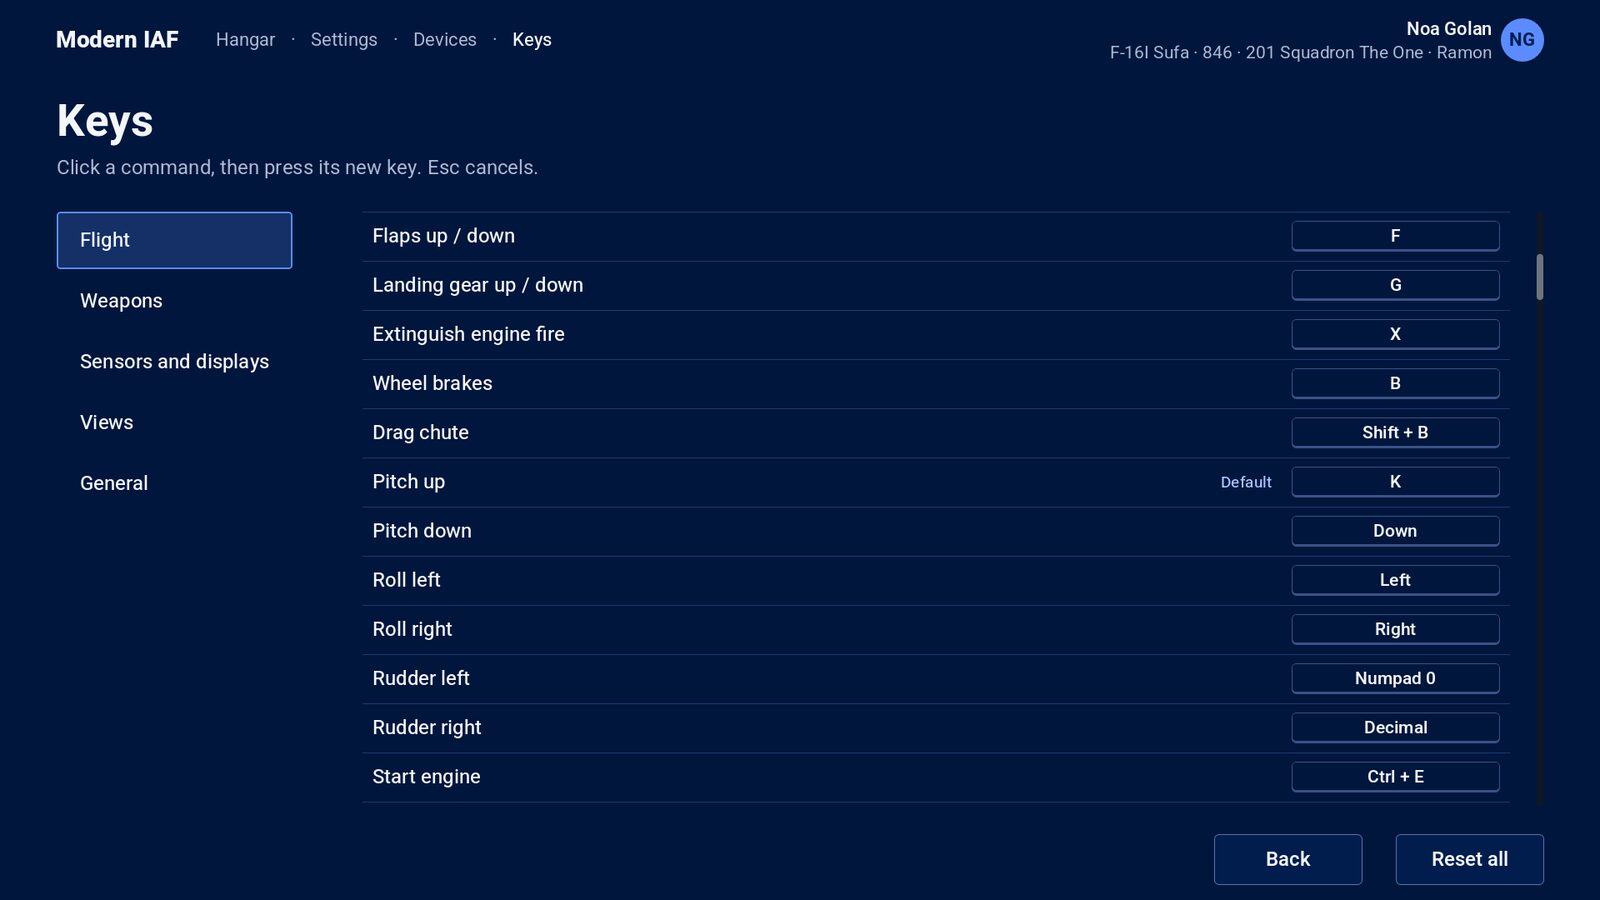 Modern IAF Hangar · Settings · Devices · Keys
Noa Golan
F-16I Sufa · 846 · 201 Squadron The One · Ramon
NG
Keys
Click a command, then press its new key. Esc cancels.
Flight
Weapons
Sensors and displays
Views
General
Flaps up / down F
Landing gear up / down G
Extinguish engine fire X
Wheel brakes B
Drag chute Shift + B
Pitch up Default K
Pitch down Down
Roll left Left
Roll right Right
Rudder left Numpad 0
Rudder right Decimal
Start engine Ctrl + E
Back Reset all